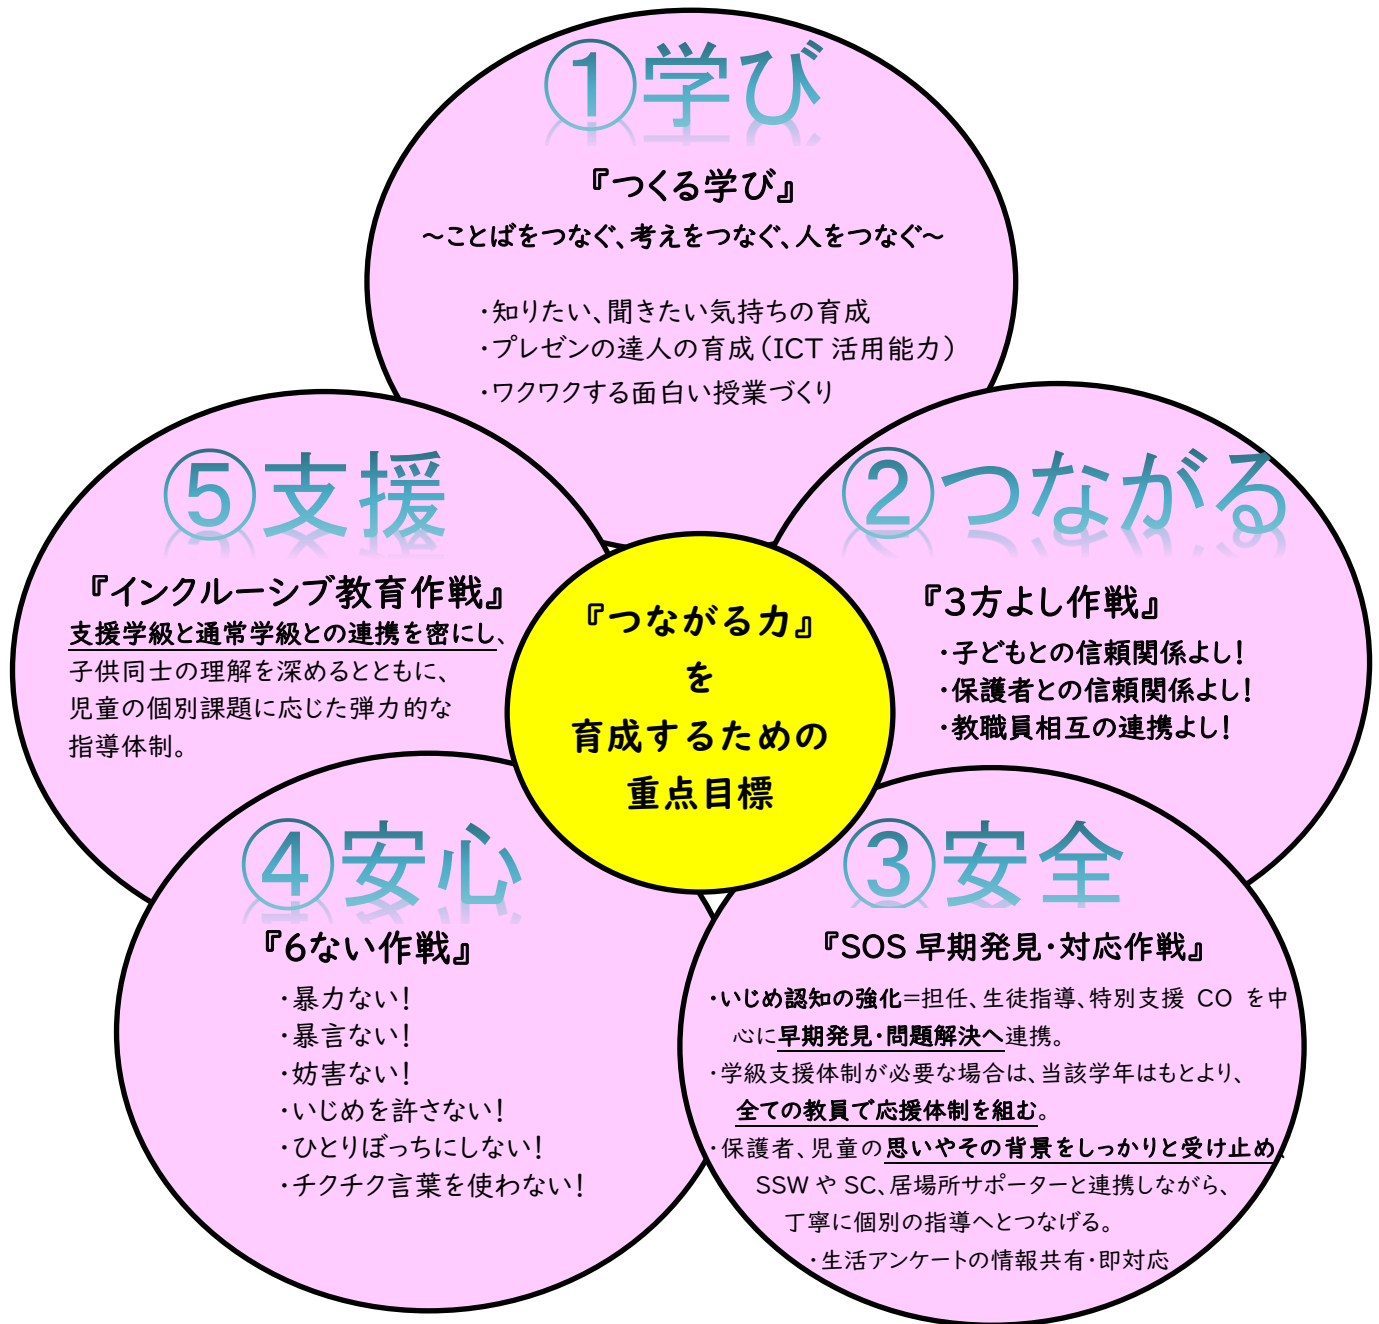 ①学び
『つくる学び』
～ことばをつなぐ、考えをつなぐ、人をつなぐ～
・知りたい、聞きたい気持ちの育成
・プレゼンの達人の育成（ICT 活用能力）
・ワクワクする面白い授業づくり
②つながる
『3方よし作戦』
・子どもとの信頼関係よし！
・保護者との信頼関係よし！
・教職員相互の連携よし！
③安全
『SOS 早期発見・対応作戦』
・いじめ認知の強化=担任、生徒指導、特別支援 CO を中
心に早期発見・問題解決へ連携。
・学級支援体制が必要な場合は、当該学年はもとより、
全ての教員で応援体制を組む。
・保護者、児童の思いやその背景をしっかりと受け止め、
SSW や SC、居場所サポーターと連携しながら、
丁寧に個別の指導へとつなげる。
・生活アンケートの情報共有・即対応
④安心
『6ない作戦』
・暴力ない！
・暴言ない！
・妨害ない！
・いじめを許さない！
・ひとりぼっちにしない！
・チクチク言葉を使わない！
⑤支援
『インクルーシブ教育作戦』
支援学級と通常学級との連携を密にし、
子供同士の理解を深めるとともに、
児童の個別課題に応じた弾力的な
指導体制。
『つながる力』
を
育成するための
重点目標